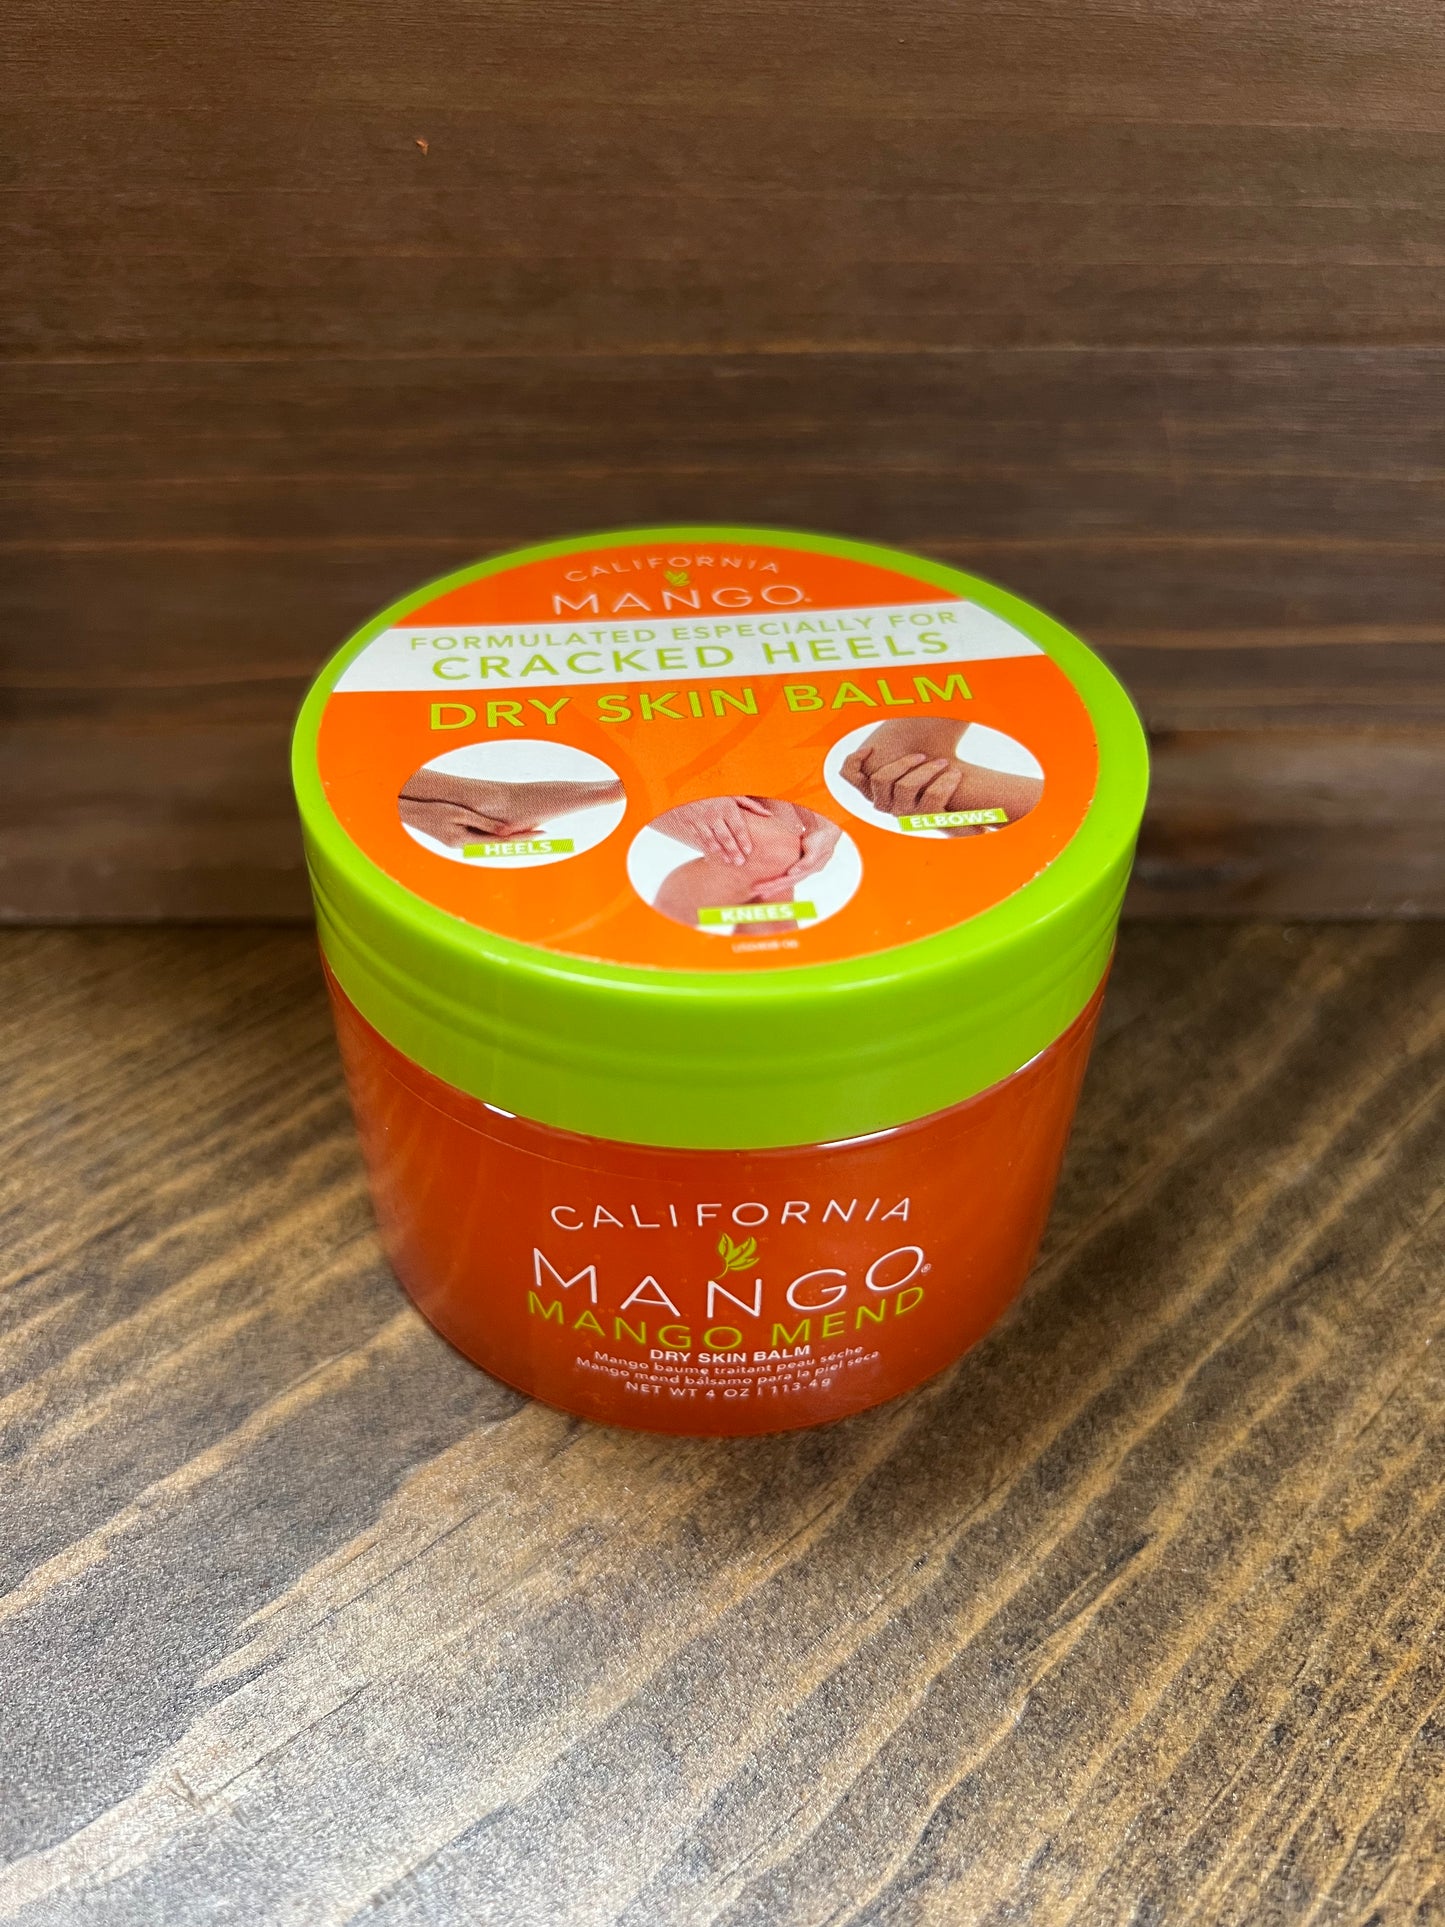 CALIFORNIA
MANGO®
FORMULATED ESPECIALLY FOR
CRACKED HEELS
DRY SKIN BALM
HEELS
ELBOWS
KNEES
CALIFORNIA
MANGO®
MANGO MEND
DRY SKIN BALM
Mango baume traitant peau sèche
Mango mend bálsamo para la piel seca
NET WT 4 OZ | 113.4 g